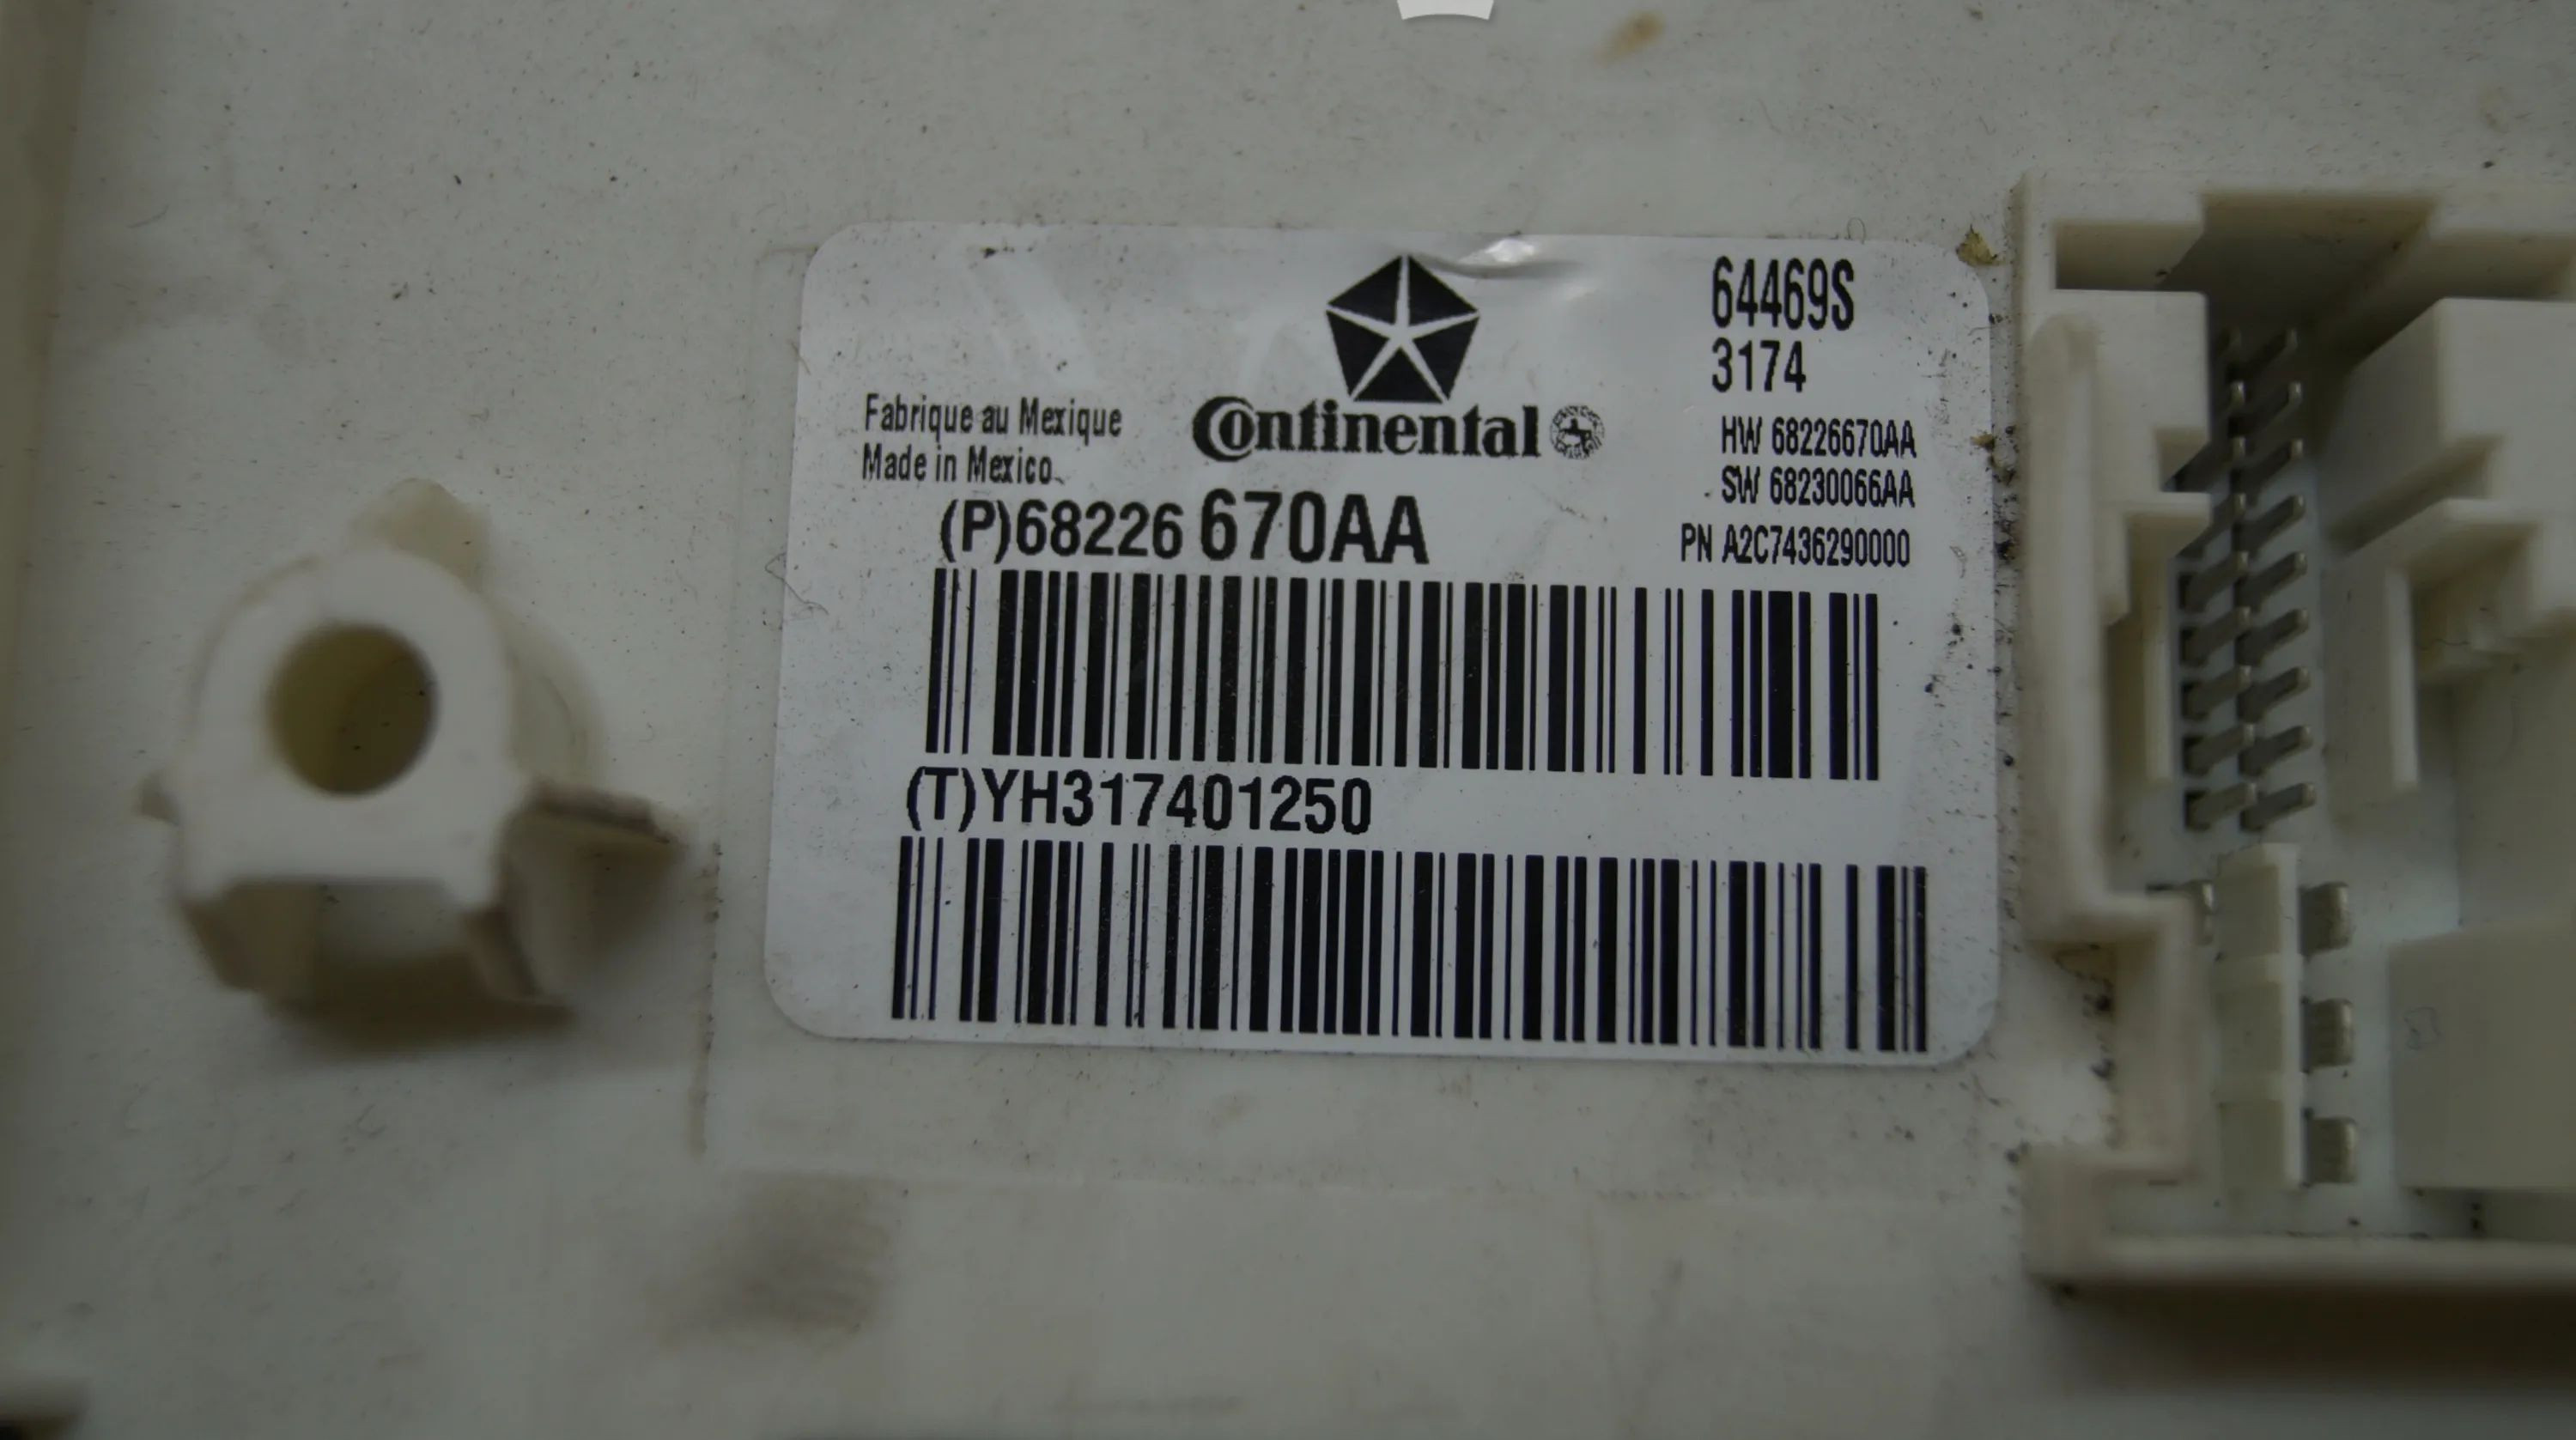 64469S
3174
Fabrique au Mexique
Made in Mexico
Continental
HW 68226670AA
SW 68230066AA
PN A2C7436290000
(P)68226 670AA
(T)YH317401250